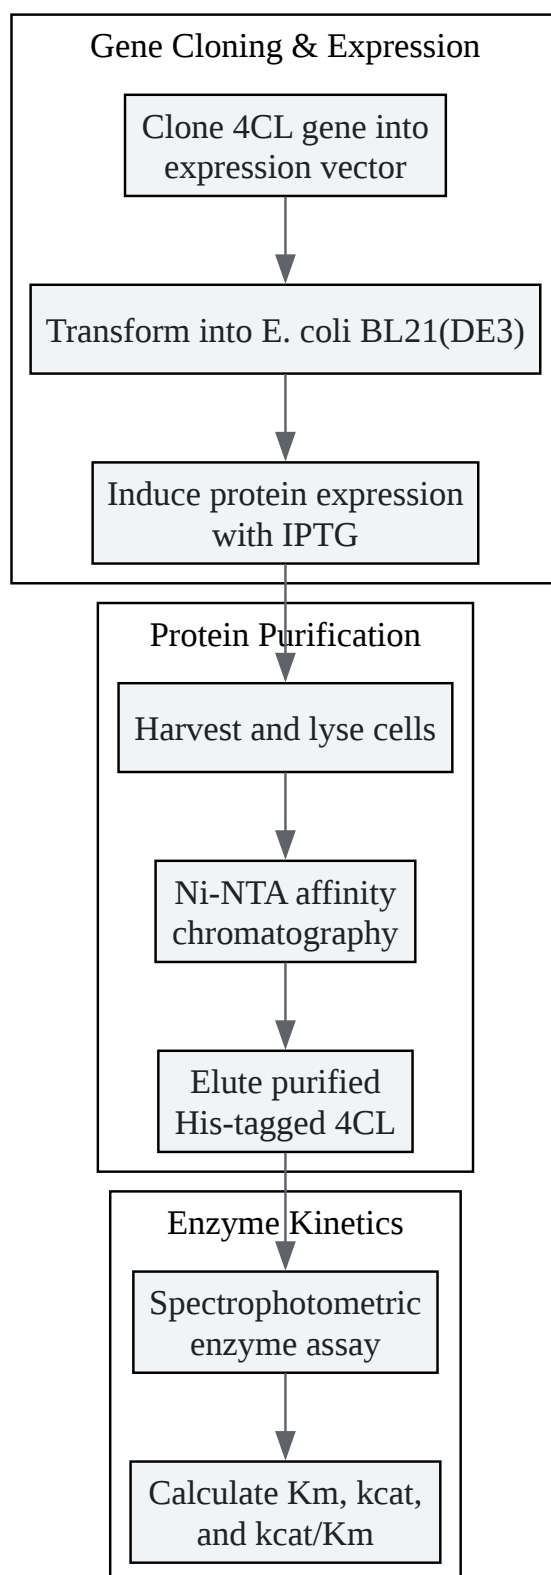 Gene Cloning & Expression
Clone 4CL gene into
expression vector
Transform into E. coli BL21(DE3)
Induce protein expression
with IPTG
Protein Purification
Harvest and lyse cells
Ni-NTA affinity
chromatography
Elute purified
His-tagged 4CL
Enzyme Kinetics
Spectrophotometric
enzyme assay
Calculate Km, kcat,
and kcat/Km